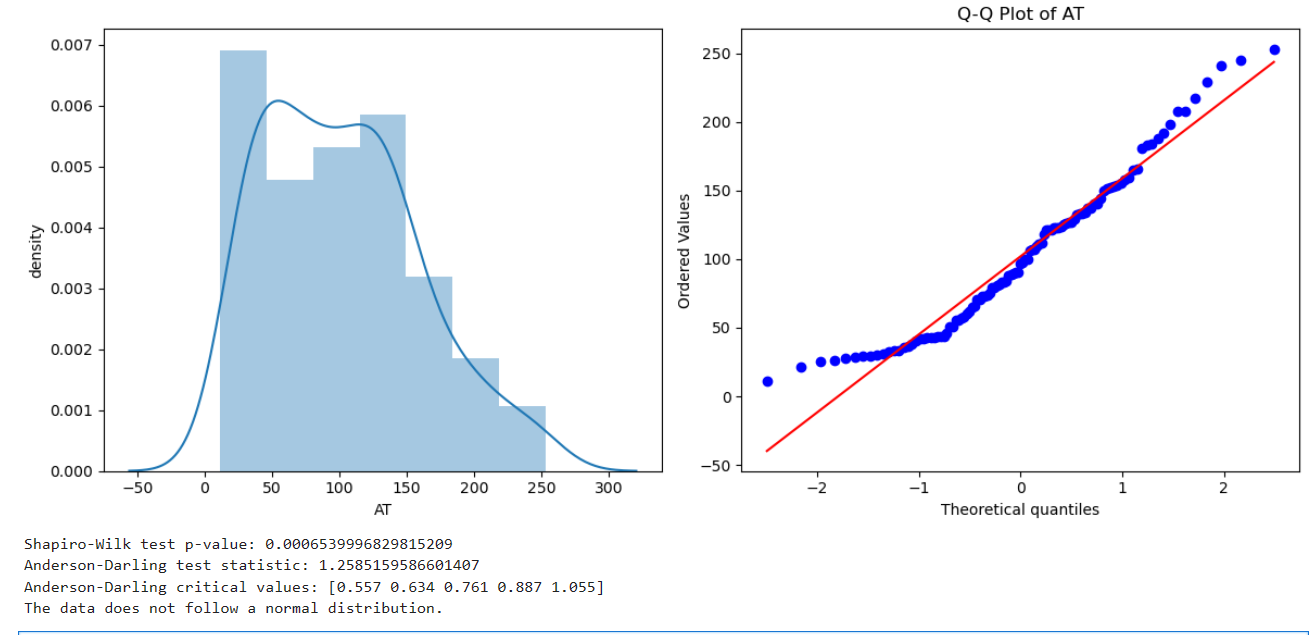 0.007
0.006
0.005
0.004
0.003
0.002
0.001
0.000
density
−50 0 50 100 150 200 250 300
AT
Q-Q Plot of AT
250
200
150
100
50
0
−50
Ordered Values
−2 −1 0 1 2
Theoretical quantiles
Shapiro-Wilk test p-value: 0.0006539996829815209
Anderson-Darling test statistic: 1.2585159586601407
Anderson-Darling critical values: [0.557 0.634 0.761 0.887 1.055]
The data does not follow a normal distribution.